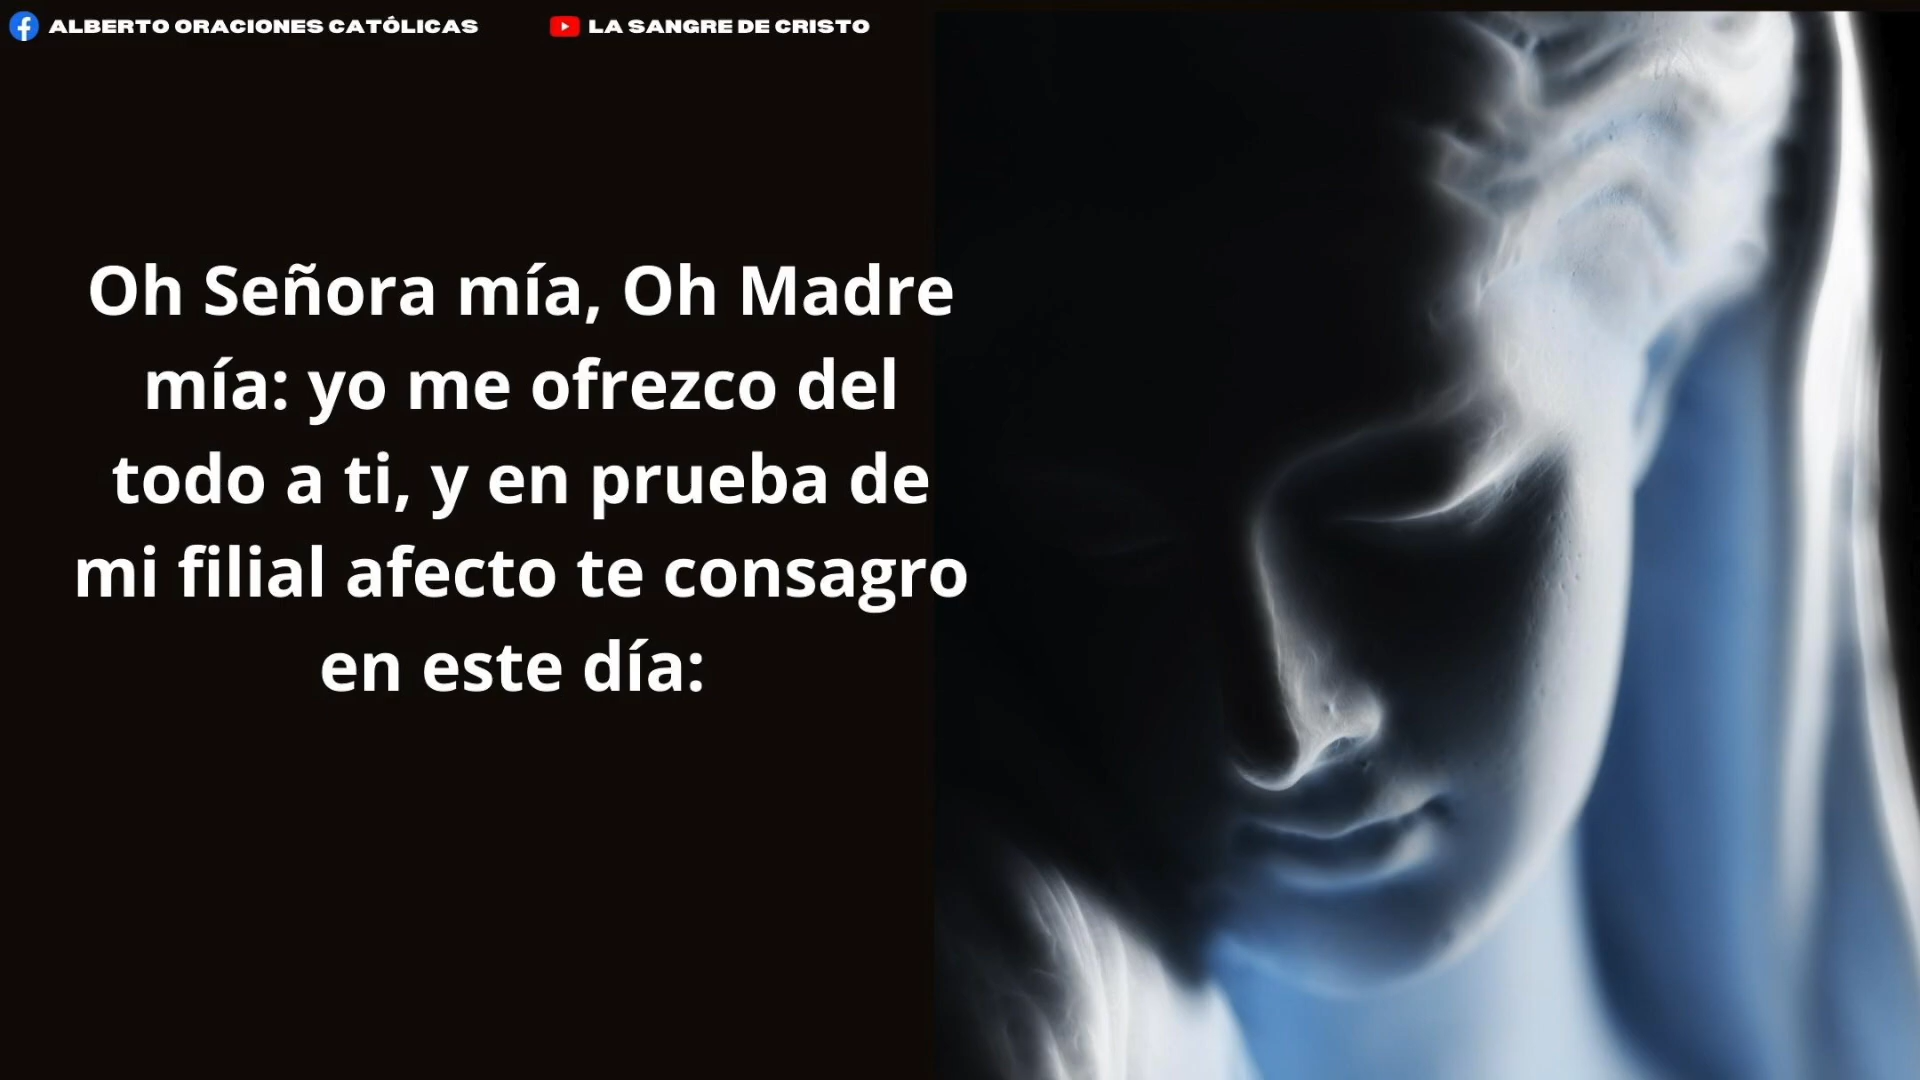 ALBERTO ORACIONES CATÓLICAS
LA SANGRE DE CRISTO
Oh Señora mía, Oh Madre
mía: yo me ofrezco del
todo a ti, y en prueba de
mi filial afecto te consagro
en este día: